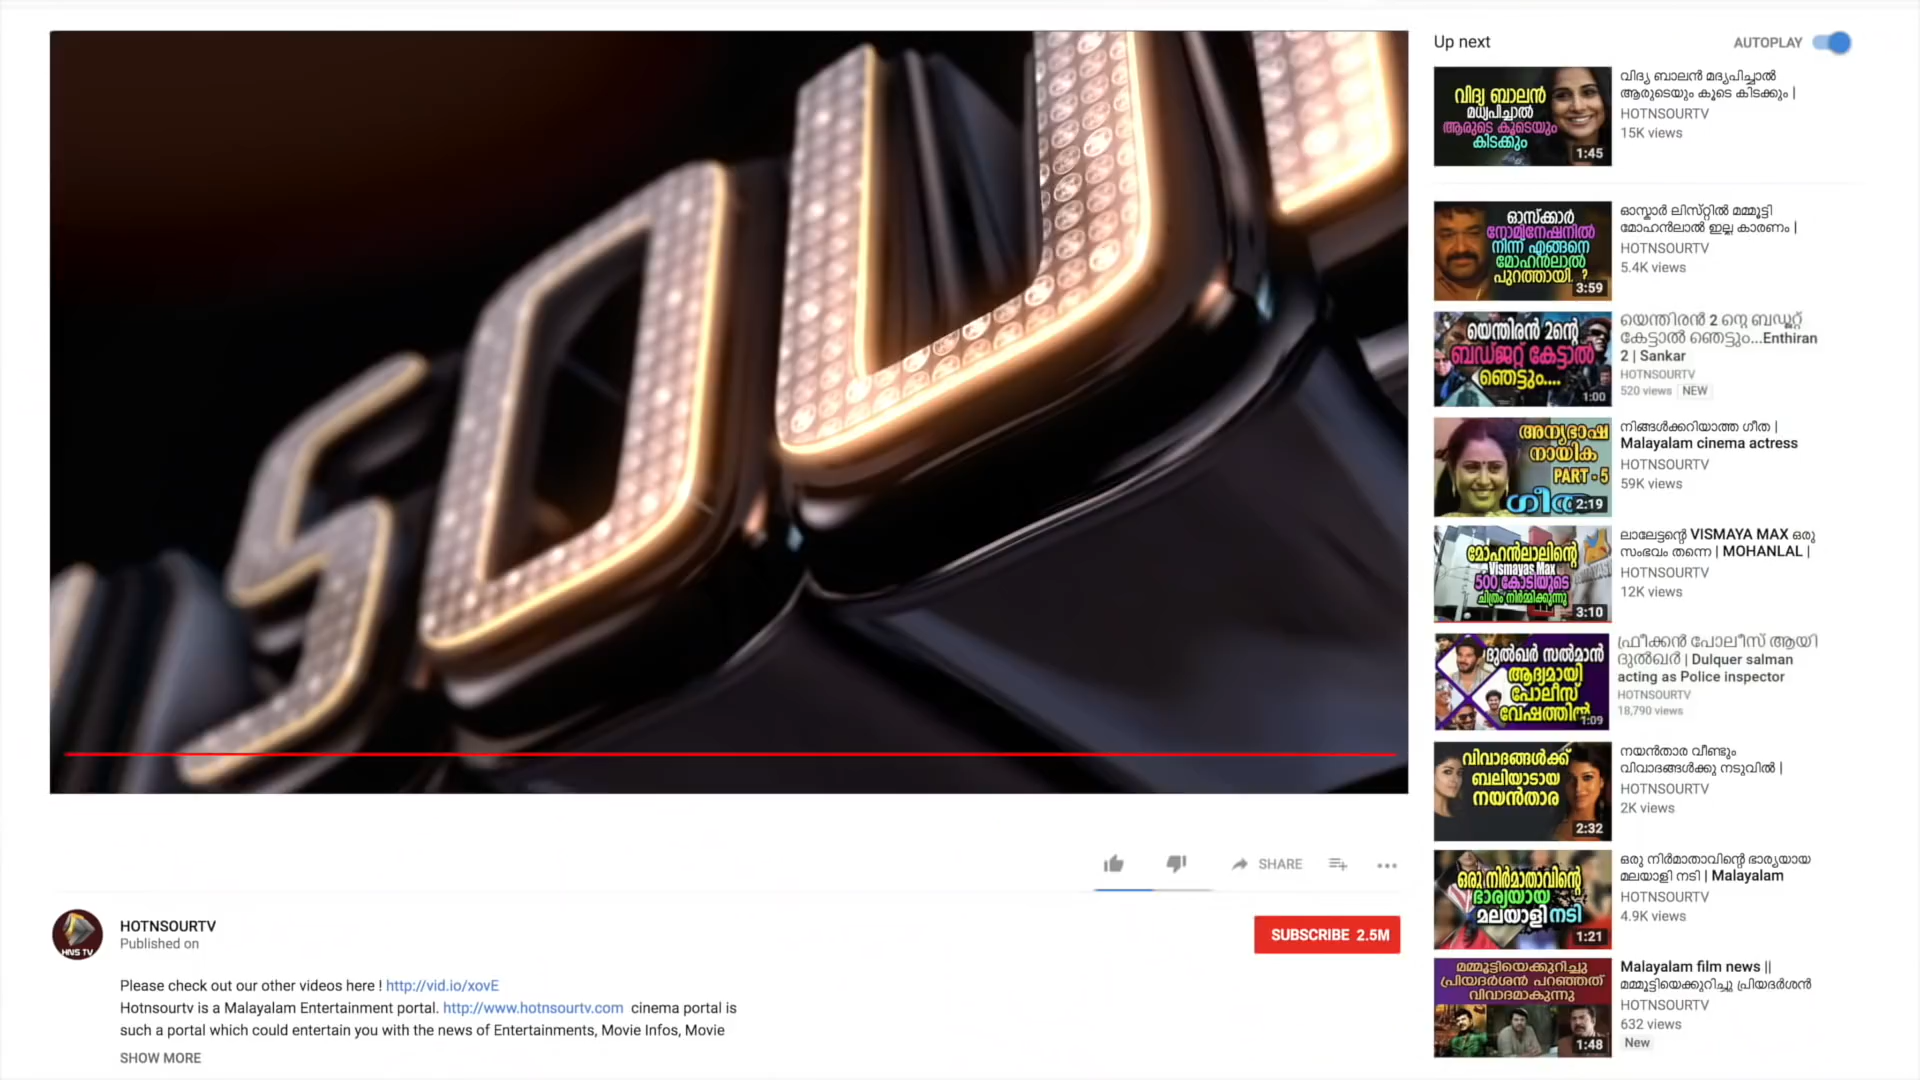 SOU
SHARE
HNS TV
HOTNSOURTV
Published on
SUBSCRIBE 2.5M
Please check out our other videos here ! http://vid.io/xovE
Hotnsourtv is a Malayalam Entertainment portal. http://www.hotnsourtv.com cinema portal is
such a portal which could entertain you with the news of Entertainments, Movie Infos, Movie
SHOW MORE
Up next
AUTOPLAY
വിദ്യ ബാലൻ
മധ്യപിച്ചാൽ
ആരുടെ കൂടെയും
കിടക്കും
1:45
വിദ്യ ബാലൻ മദ്യപിച്ചാൽ
ആരുടെയും കൂടെ കിടക്കും |
HOTNSOURTV
15K views
ഓസ്ക്കാർ
നോമിനേഷനിൽ
നിന്ന് എങ്ങനെ
മോഹൻലാൽ
പുറത്തായി. ?
3:59
ഓസ്കാർ ലിസ്റ്റിൽ മമ്മൂട്ടി
മോഹൻലാൽ ഇല്ല കാരണം |
HOTNSOURTV
5.4K views
യെന്തിരൻ 2ന്റെ
ബഡ്ജറ്റ് കേട്ടാൽ
ഞെട്ടും....
1:00
യെന്തിരൻ 2 ന്റെ ബഡ്ജറ്റ്
കേട്ടാൽ ഞെട്ടും...Enthiran
2 | Sankar
HOTNSOURTV
520 views NEW
അന്യഭാഷ
നായിക
PART - 5
ഗീത
2:19
നിങ്ങൾക്കറിയാത്ത ഗീത |
Malayalam cinema actress
HOTNSOURTV
59K views
മോഹൻലാലിന്റെ
Vismayas Max
500 കോടിയുടെ
ചിത്രം നിർമ്മിക്കുന്നു
3:10
ലാലേട്ടന്റെ VISMAYA MAX ഒരു
സംഭവം തന്നെ | MOHANLAL |
HOTNSOURTV
12K views
ദുൽഖർ സൽമാൻ
ആദ്യമായി
പോലീസ്
വേഷത്തിൽ
1:09
ഫ്രീക്കൻ പോലീസ് ആയി
ദുൽഖർ | Dulquer salman
acting as Police inspector
HOTNSOURTV
18,790 views
വിവാദങ്ങൾക്ക്
ബലിയാടായ
നയൻ‌താര
2:32
നയൻ‌താര വീണ്ടും
വിവാദങ്ങൾക്കു നടുവിൽ |
HOTNSOURTV
2K views
ഒരു നിർമാതാവിന്റെ
ഭാര്യയായ
മലയാളി നടി
1:21
ഒരു നിർമാതാവിന്റെ ഭാര്യയായ
മലയാളി നടി | Malayalam
HOTNSOURTV
4.9K views
മമ്മൂട്ടിയെക്കുറിച്ചു
പ്രിയദർശൻ പറഞ്ഞത്
വിവാദമാകുന്നു
1:48
Malayalam film news ||
മമ്മൂട്ടിയെക്കുറിച്ചു പ്രിയദർശൻ
HOTNSOURTV
632 views
New